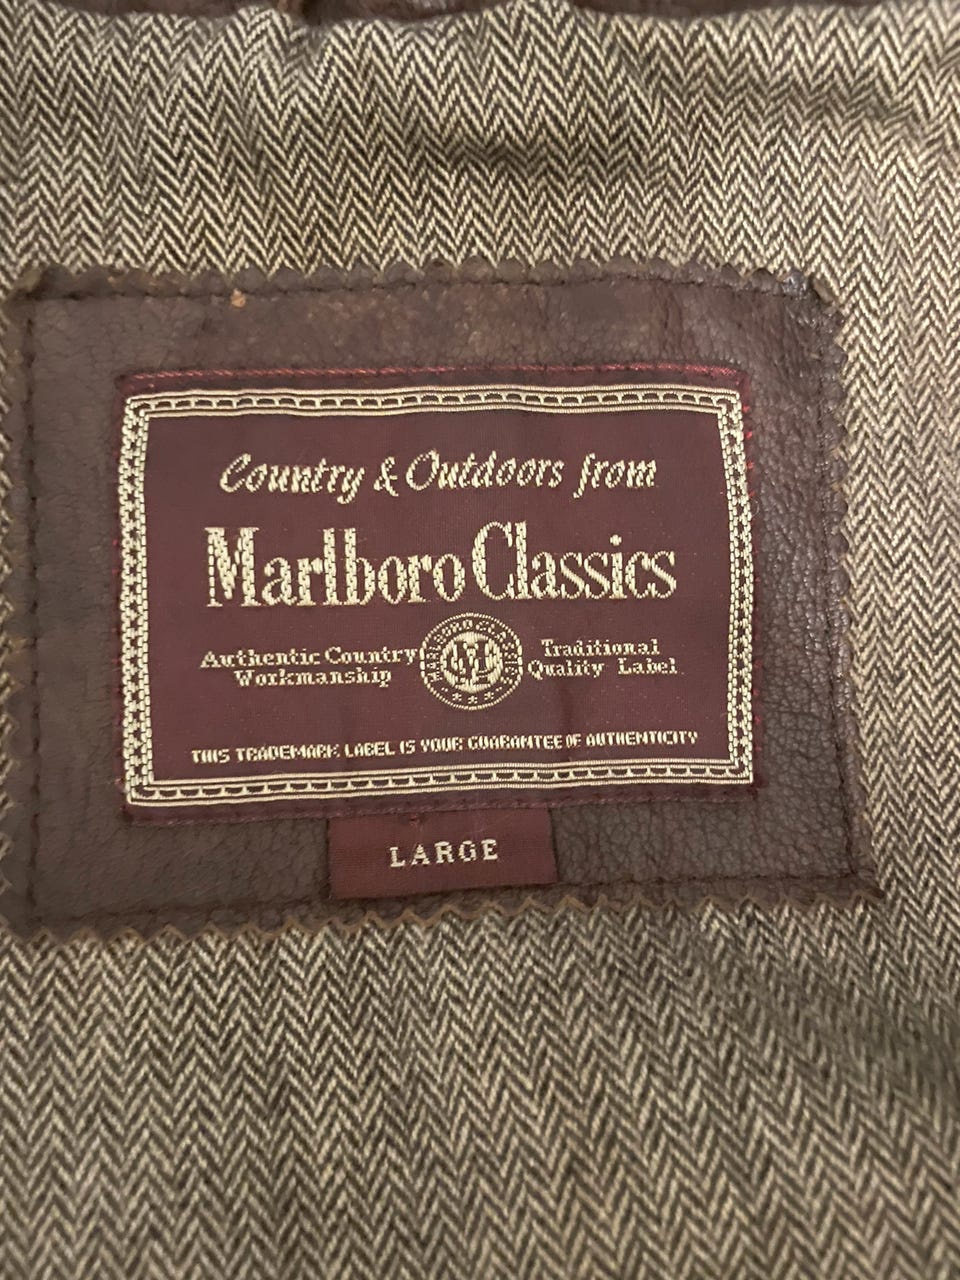 Country & Outdoors from
Marlboro Classics
Authentic Country
Workmanship
Traditional
Quality Label
THIS TRADEMARK LABEL IS YOUR GUARANTEE OF AUTHENTICITY
LARGE